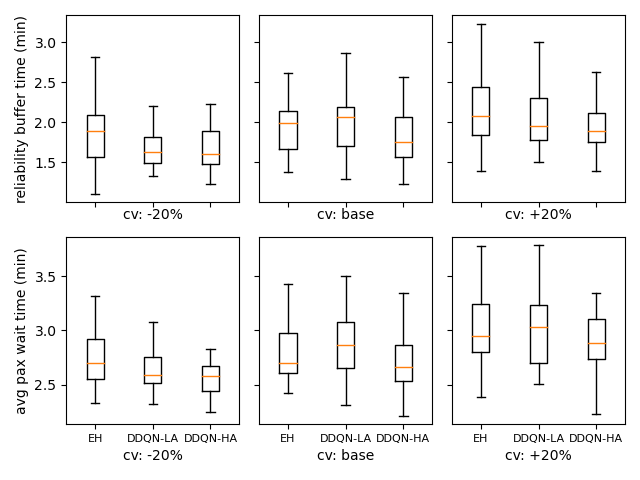 reliability buffer time (min)
3.0
2.5
2.0
1.5
cv: -20%
cv: base
cv: +20%
avg pax wait time (min)
3.5
3.0
2.5
EH DDQN-LA DDQN-HA
EH DDQN-LA DDQN-HA
EH DDQN-LA DDQN-HA
cv: -20%
cv: base
cv: +20%